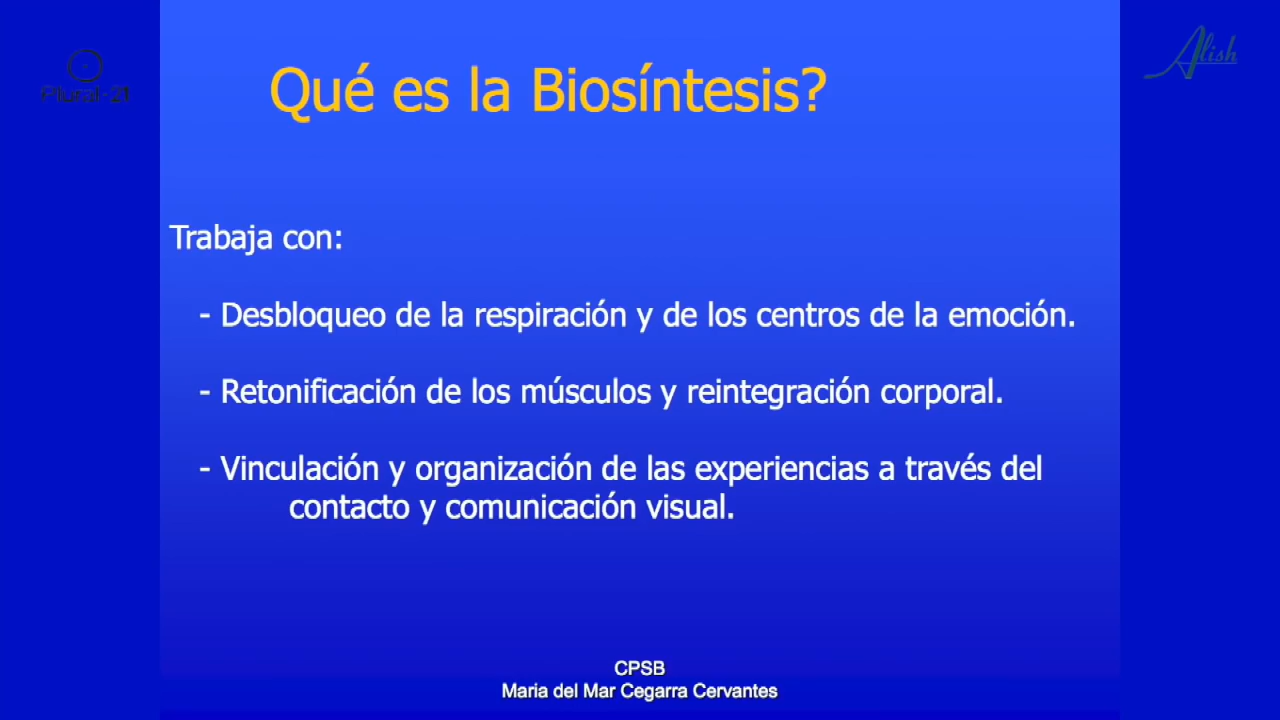 Plural-21
Alish
Qué es la Biosíntesis?
Trabaja con:
- Desbloqueo de la respiración y de los centros de la emoción.
- Retonificación de los músculos y reintegración corporal.
- Vinculación y organización de las experiencias a través del
contacto y comunicación visual.
CPSB
Maria del Mar Cegarra Cervantes